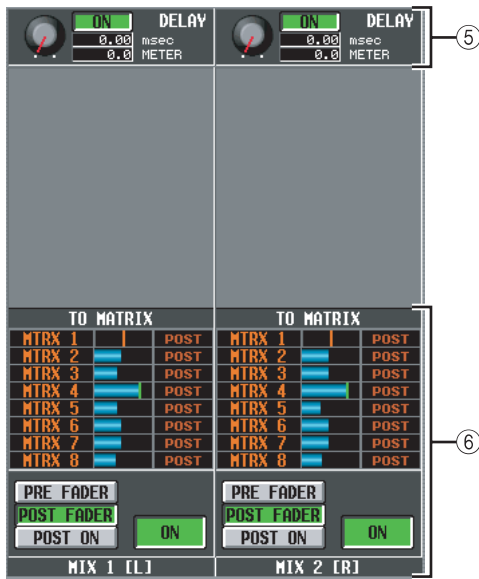 ON DELAY
0.00 msec
0.0 METER
ON DELAY
0.00 msec
0.0 METER
⑤
TO MATRIX
MTRX 1 POST
MTRX 2 POST
MTRX 3 POST
MTRX 4 POST
MTRX 5 POST
MTRX 6 POST
MTRX 7 POST
MTRX 8 POST
PRE FADER
POST FADER
POST ON
ON
MIX 1 [L]
TO MATRIX
MTRX 1 POST
MTRX 2 POST
MTRX 3 POST
MTRX 4 POST
MTRX 5 POST
MTRX 6 POST
MTRX 7 POST
MTRX 8 POST
PRE FADER
POST FADER
POST ON
ON
MIX 2 [R]
⑥